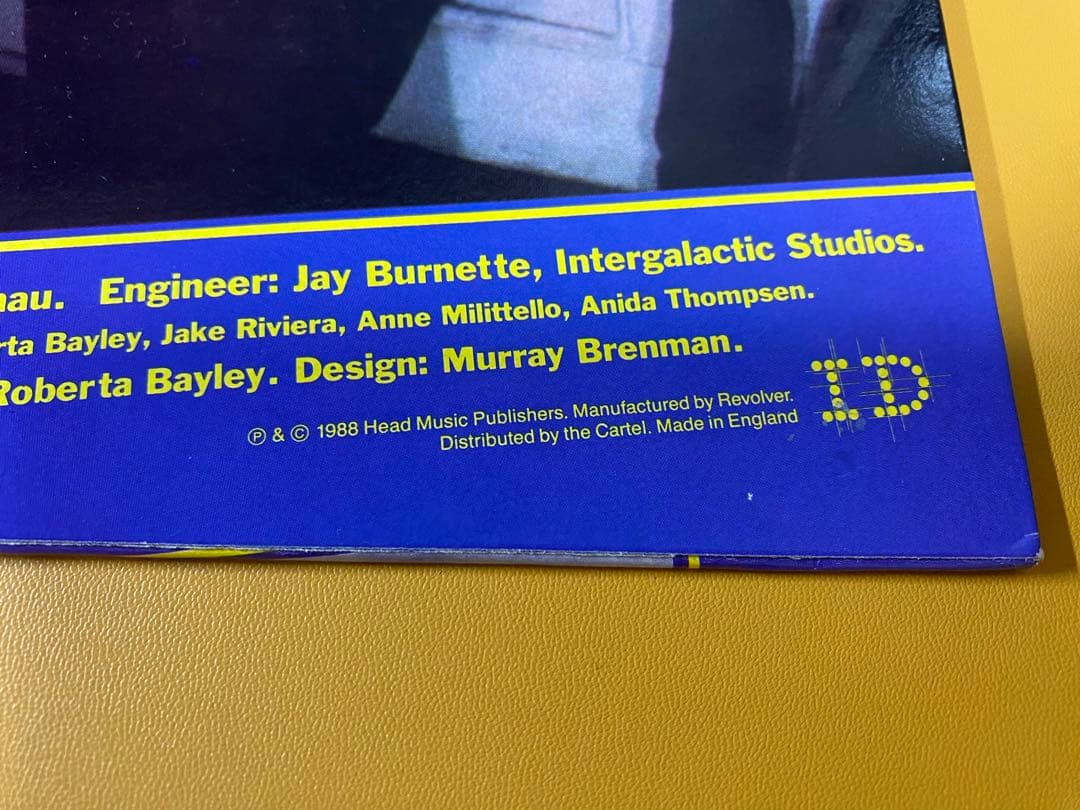 nau. Engineer: Jay Burnette, Intergalactic Studios.
rta Bayley, Jake Riviera, Anne Milittello, Anida Thompsen.
Roberta Bayley. Design: Murray Brenman.
℗ & © 1988 Head Music Publishers. Manufactured by Revolver.
Distributed by the Cartel. Made in England
ID